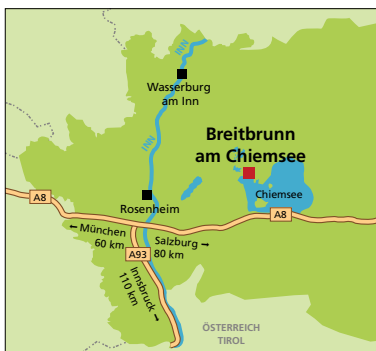 INN
Wasserburg
am Inn
INN
Breitbrunn
am Chiemsee
Chiemsee
Rosenheim
A8
A8
← München
60 km
Salzburg →
80 km
A93
Innsbruck →
110 km
ÖSTERREICH
TIROL